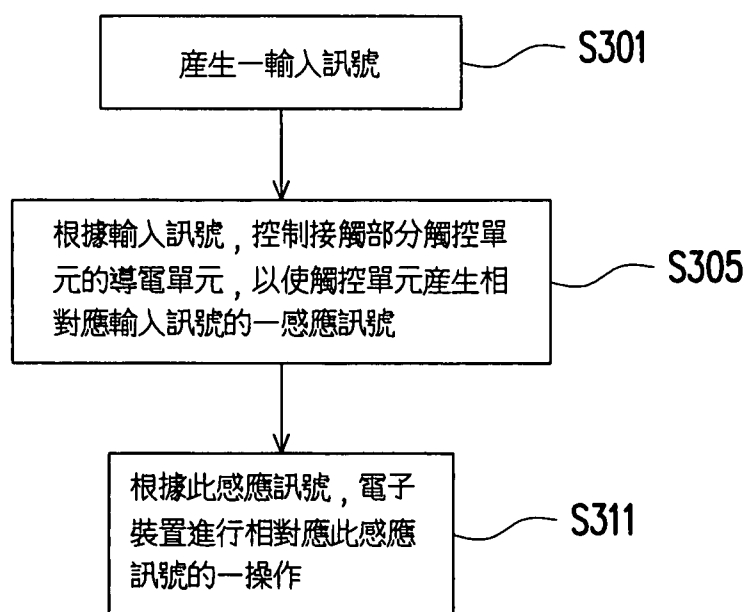 産生一輸入訊號
S301
根據輸入訊號，控制接觸部分觸控單
元的導電單元，以使觸控單元産生相
對應輸入訊號的一感應訊號
S305
根據此感應訊號，電子
裝置進行相對應此感應
訊號的一操作
S311